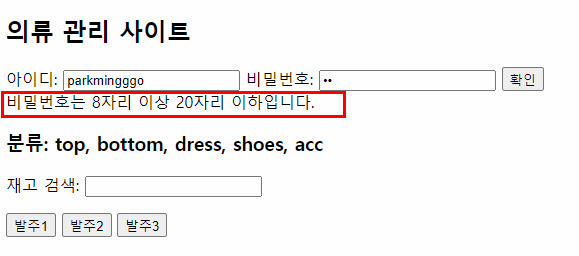 의류 관리 사이트
아이디: parkmingggo 비밀번호: •• 확인
비밀번호는 8자리 이상 20자리 이하입니다.
분류: top, bottom, dress, shoes, acc
재고 검색:
발주1 발주2 발주3